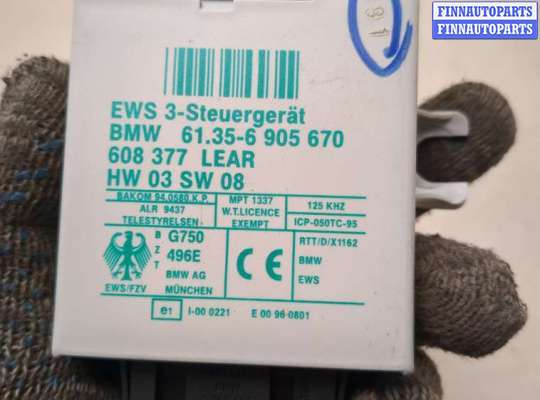 FINNAUTOPARTS
FINNAUTOPARTS
EWS 3-Steuergerät
BMW 61.35-6 905 670
608 377 LEAR
HW 03 SW 08
BAKOM 94.0580.K.P.
ALR 9437
TELESTYRELSEN
MPT 1337
W.T.LICENCE
EXEMPT
125 KHZ
ICP-050TC-95
EWS/FZV
B
Z
T
G750
496E
BMW AG
MÜNCHEN
CE
RTT/D/X1162
BMW
EWS
e1
I-00 0221
E 00 96 0801